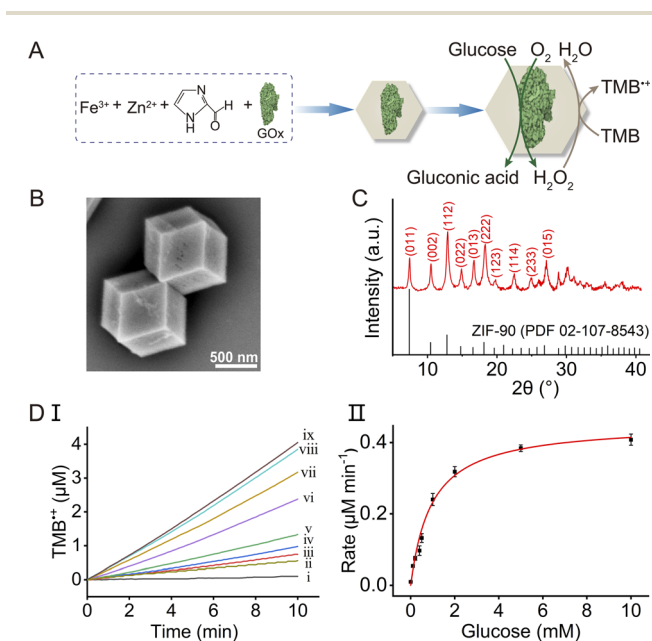 A
Fe³⁺ + Zn²⁺ + + GOx
N
NH
H
O
Glucose O₂ H₂O
TMB•⁺
TMB
Gluconic acid H₂O₂
B
500 nm
C
Intensity (a.u.)
(011)
(002)
(112)
(022)
(013)
(222)
(123)
(114)
(233)
(015)
ZIF-90 (PDF 02-107-8543)
10 20 30 40
2θ (°)
D I
TMB•⁺ (μM)
4
3
2
1
0
ix
viii
vii
vi
v
iv
iii
ii
i
0 2 4 6 8 10
Time (min)
II
Rate (μM min⁻¹)
0.4
0.2
0.0
0 2 4 6 8 10
Glucose (mM)